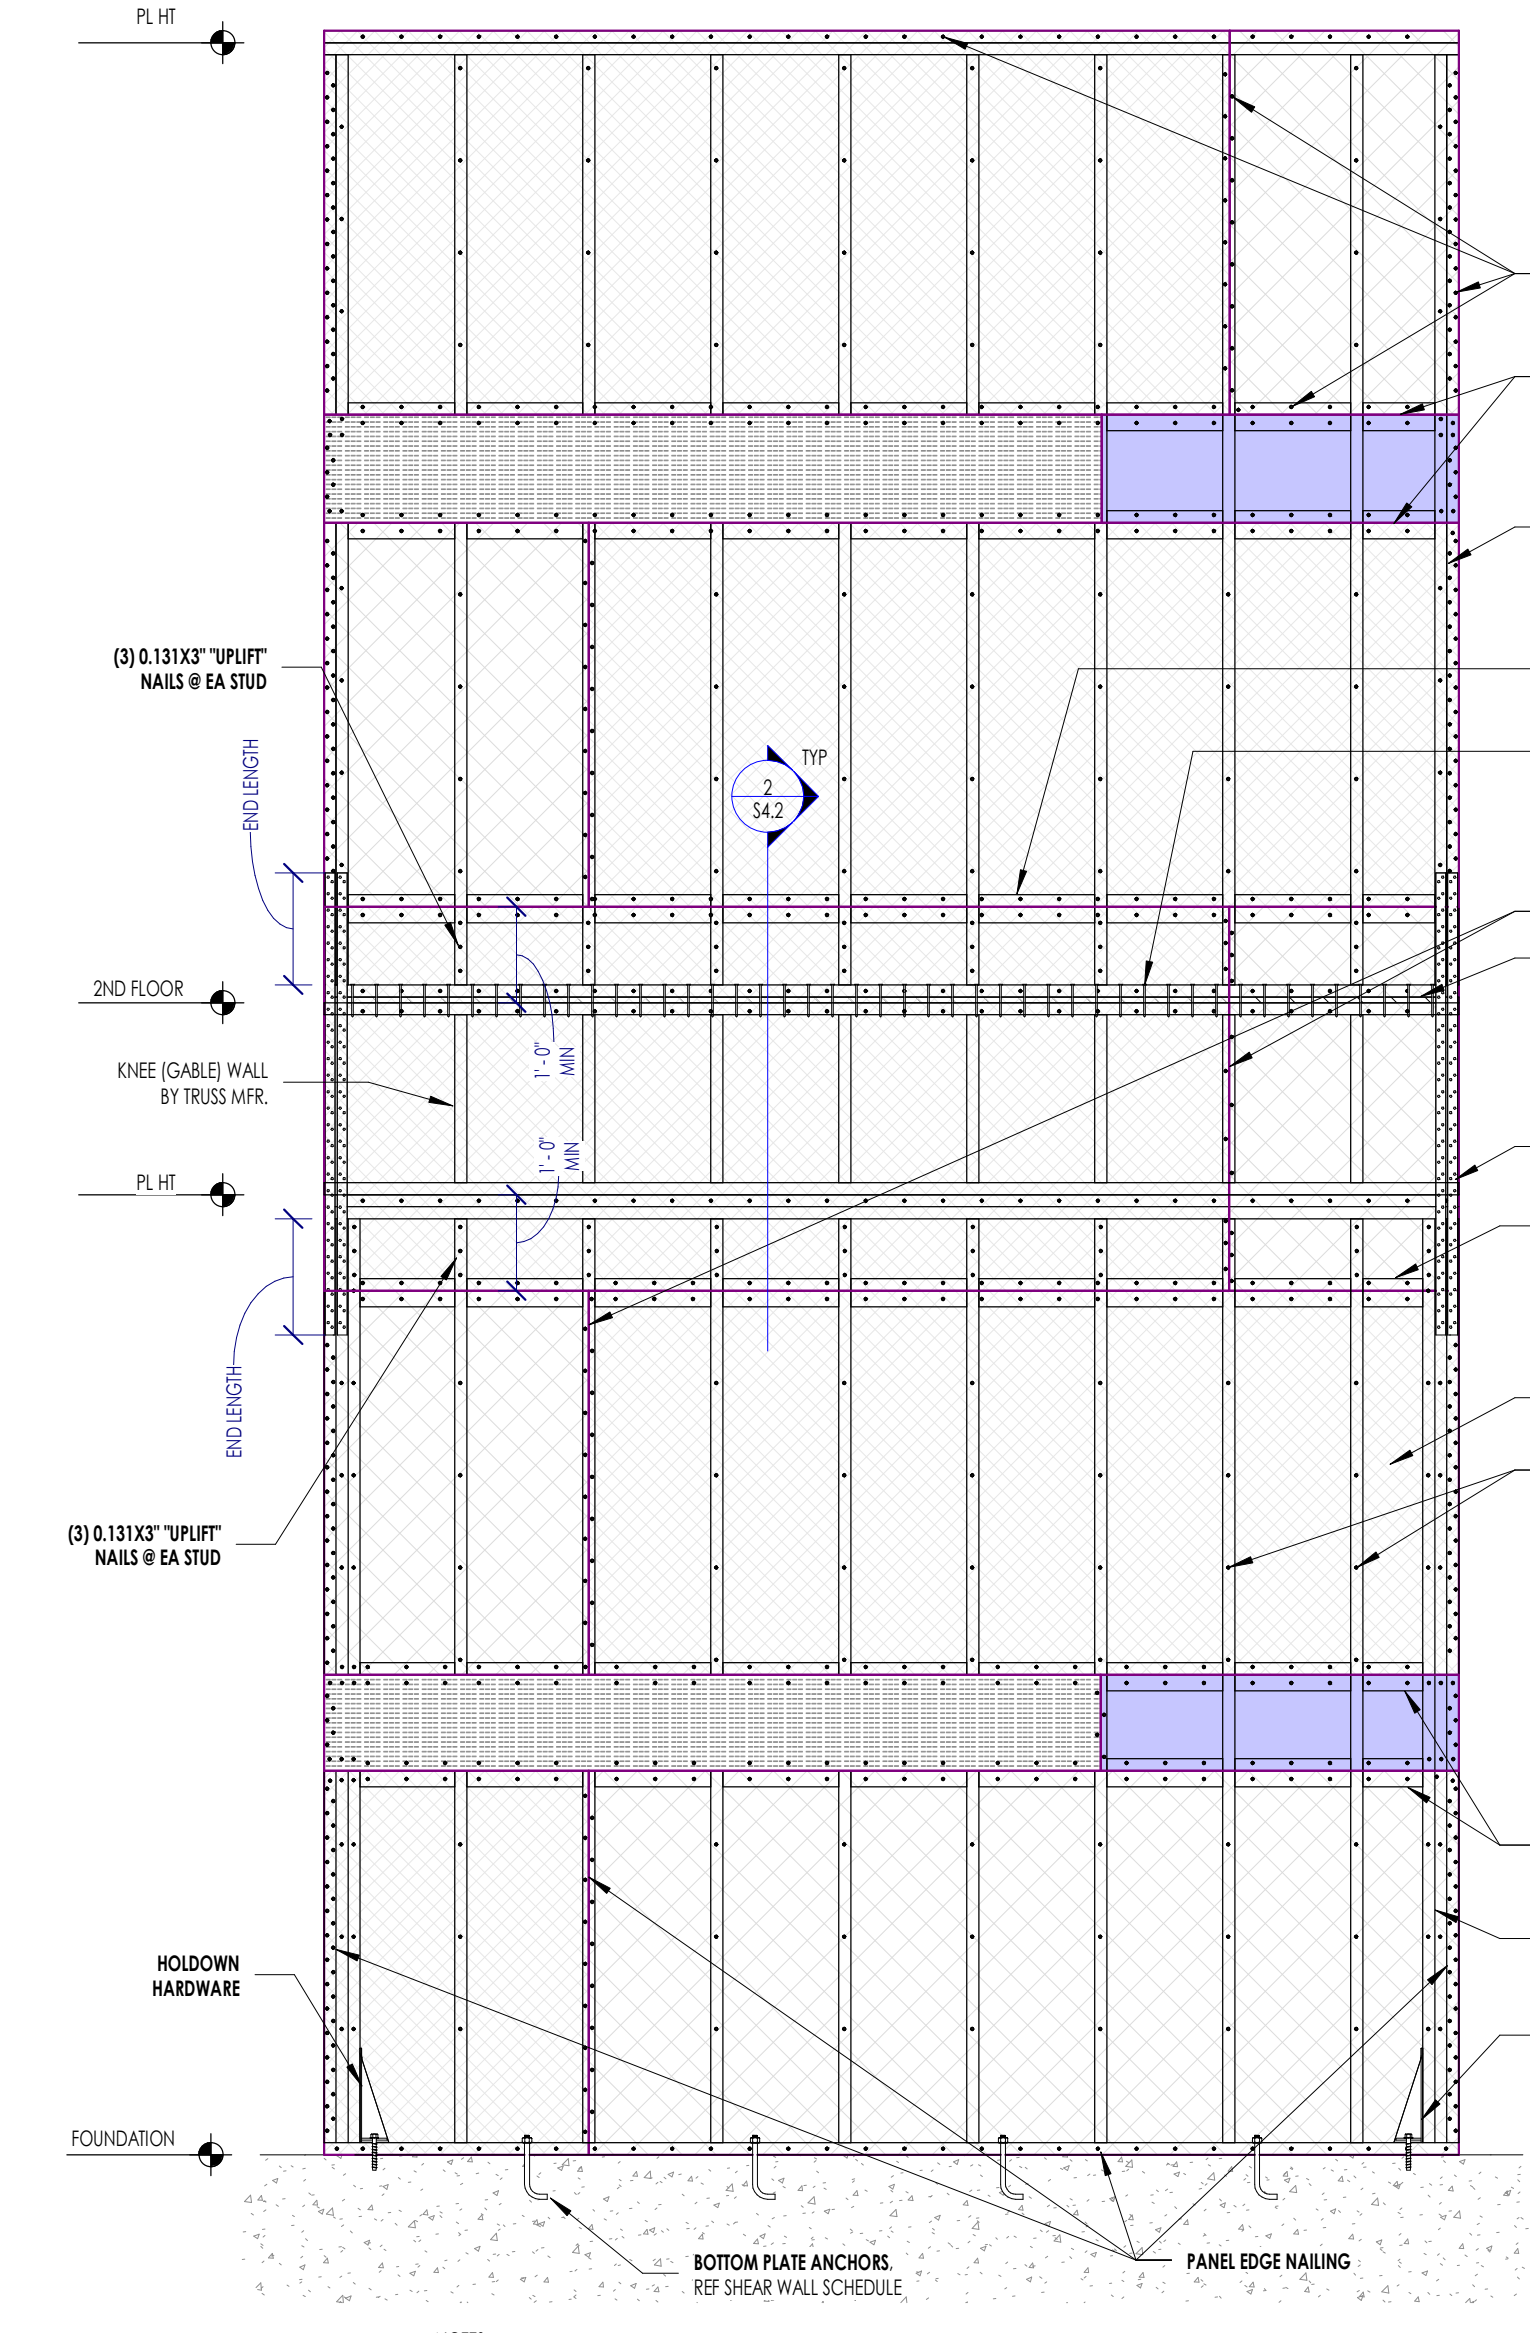 PL HT
(3) 0.131X3" "UPLIFT"
NAILS @ EA STUD
END LENGTH
TYP
2
S4.2
2ND FLOOR
1' - 0"
MIN
KNEE (GABLE) WALL
BY TRUSS MFR.
1' - 0"
MIN
PL HT
END LENGTH
(3) 0.131X3" "UPLIFT"
NAILS @ EA STUD
HOLDOWN
HARDWARE
FOUNDATION
BOTTOM PLATE ANCHORS,
REF SHEAR WALL SCHEDULE
PANEL EDGE NAILING